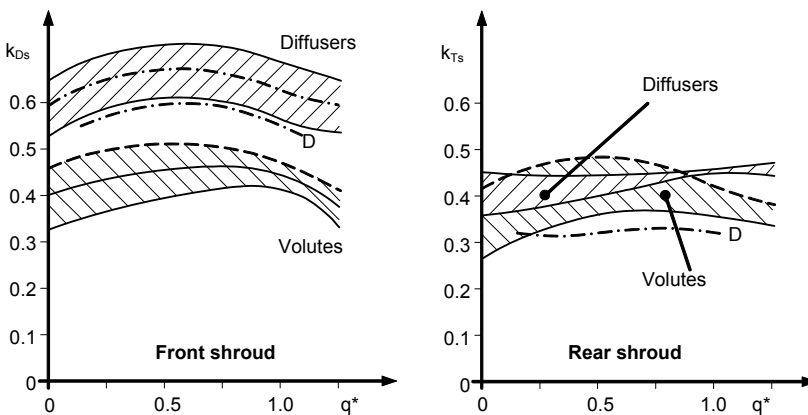 k_Ds
Diffusers
0.6
0.5
0.4
0.3
0.2
0.1
0
D
Volutes
Front shroud
0
0.5
1.0
q*
k_Ts
Diffusers
0.6
0.5
0.4
0.3
0.2
0.1
0
D
Volutes
Rear shroud
0
0.5
1.0
q*